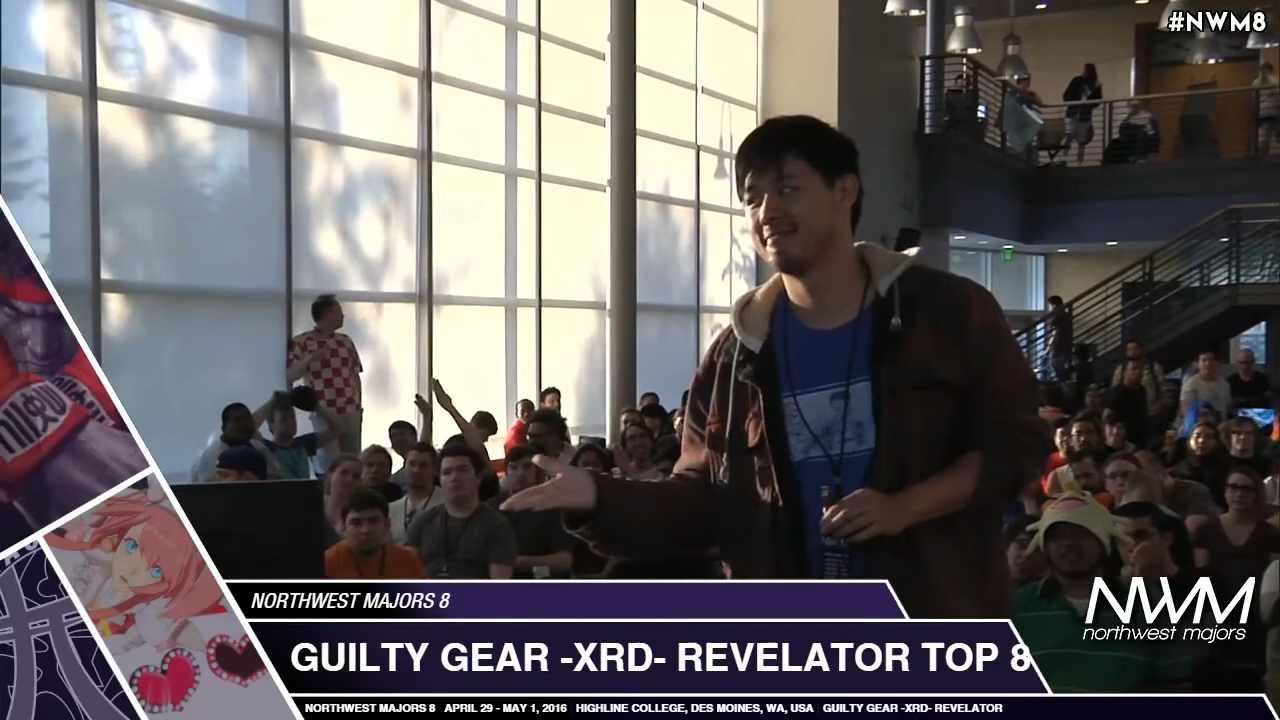 #NWM8
NORTHWEST MAJORS 8
GUILTY GEAR -XRD- REVELATOR TOP 8
NWM
northwest majors
NORTHWEST MAJORS 8 APRIL 29 - MAY 1, 2016 HIGHLINE COLLEGE, DES MOINES, WA, USA GUILTY GEAR -XRD- REVELATOR